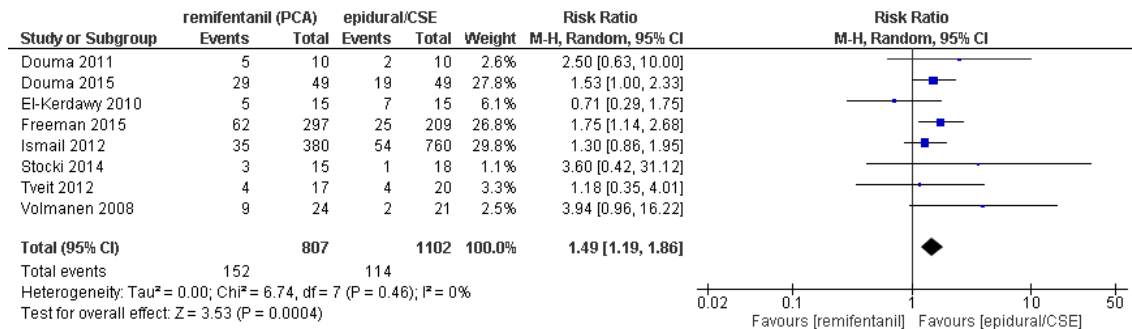 remifentanil (PCA) epidural/CSE Risk Ratio Risk Ratio
Study or Subgroup Events Total Events Total Weight M-H, Random, 95% CI M-H, Random, 95% CI
Douma 2011 5 10 2 10 2.6% 2.50 [0.63, 10.00]
Douma 2015 29 49 19 49 27.8% 1.53 [1.00, 2.33]
El-Kerdawy 2010 5 15 7 15 6.1% 0.71 [0.29, 1.75]
Freeman 2015 62 297 25 209 26.8% 1.75 [1.14, 2.68]
Ismail 2012 35 380 54 760 29.8% 1.30 [0.86, 1.95]
Stocki 2014 3 15 1 18 1.1% 3.60 [0.42, 31.12]
Tveit 2012 4 17 4 20 3.3% 1.18 [0.35, 4.01]
Volmanen 2008 9 24 2 21 2.5% 3.94 [0.96, 16.22]
Total (95% CI) 807 1102 100.0% 1.49 [1.19, 1.86]
Total events 152 114
Heterogeneity: Tau² = 0.00; Chi² = 6.74, df = 7 (P = 0.46); I² = 0%
Test for overall effect: Z = 3.53 (P = 0.0004)
0.02 0.1 1 10 50
Favours [remifentanil] Favours [epidural/CSE]